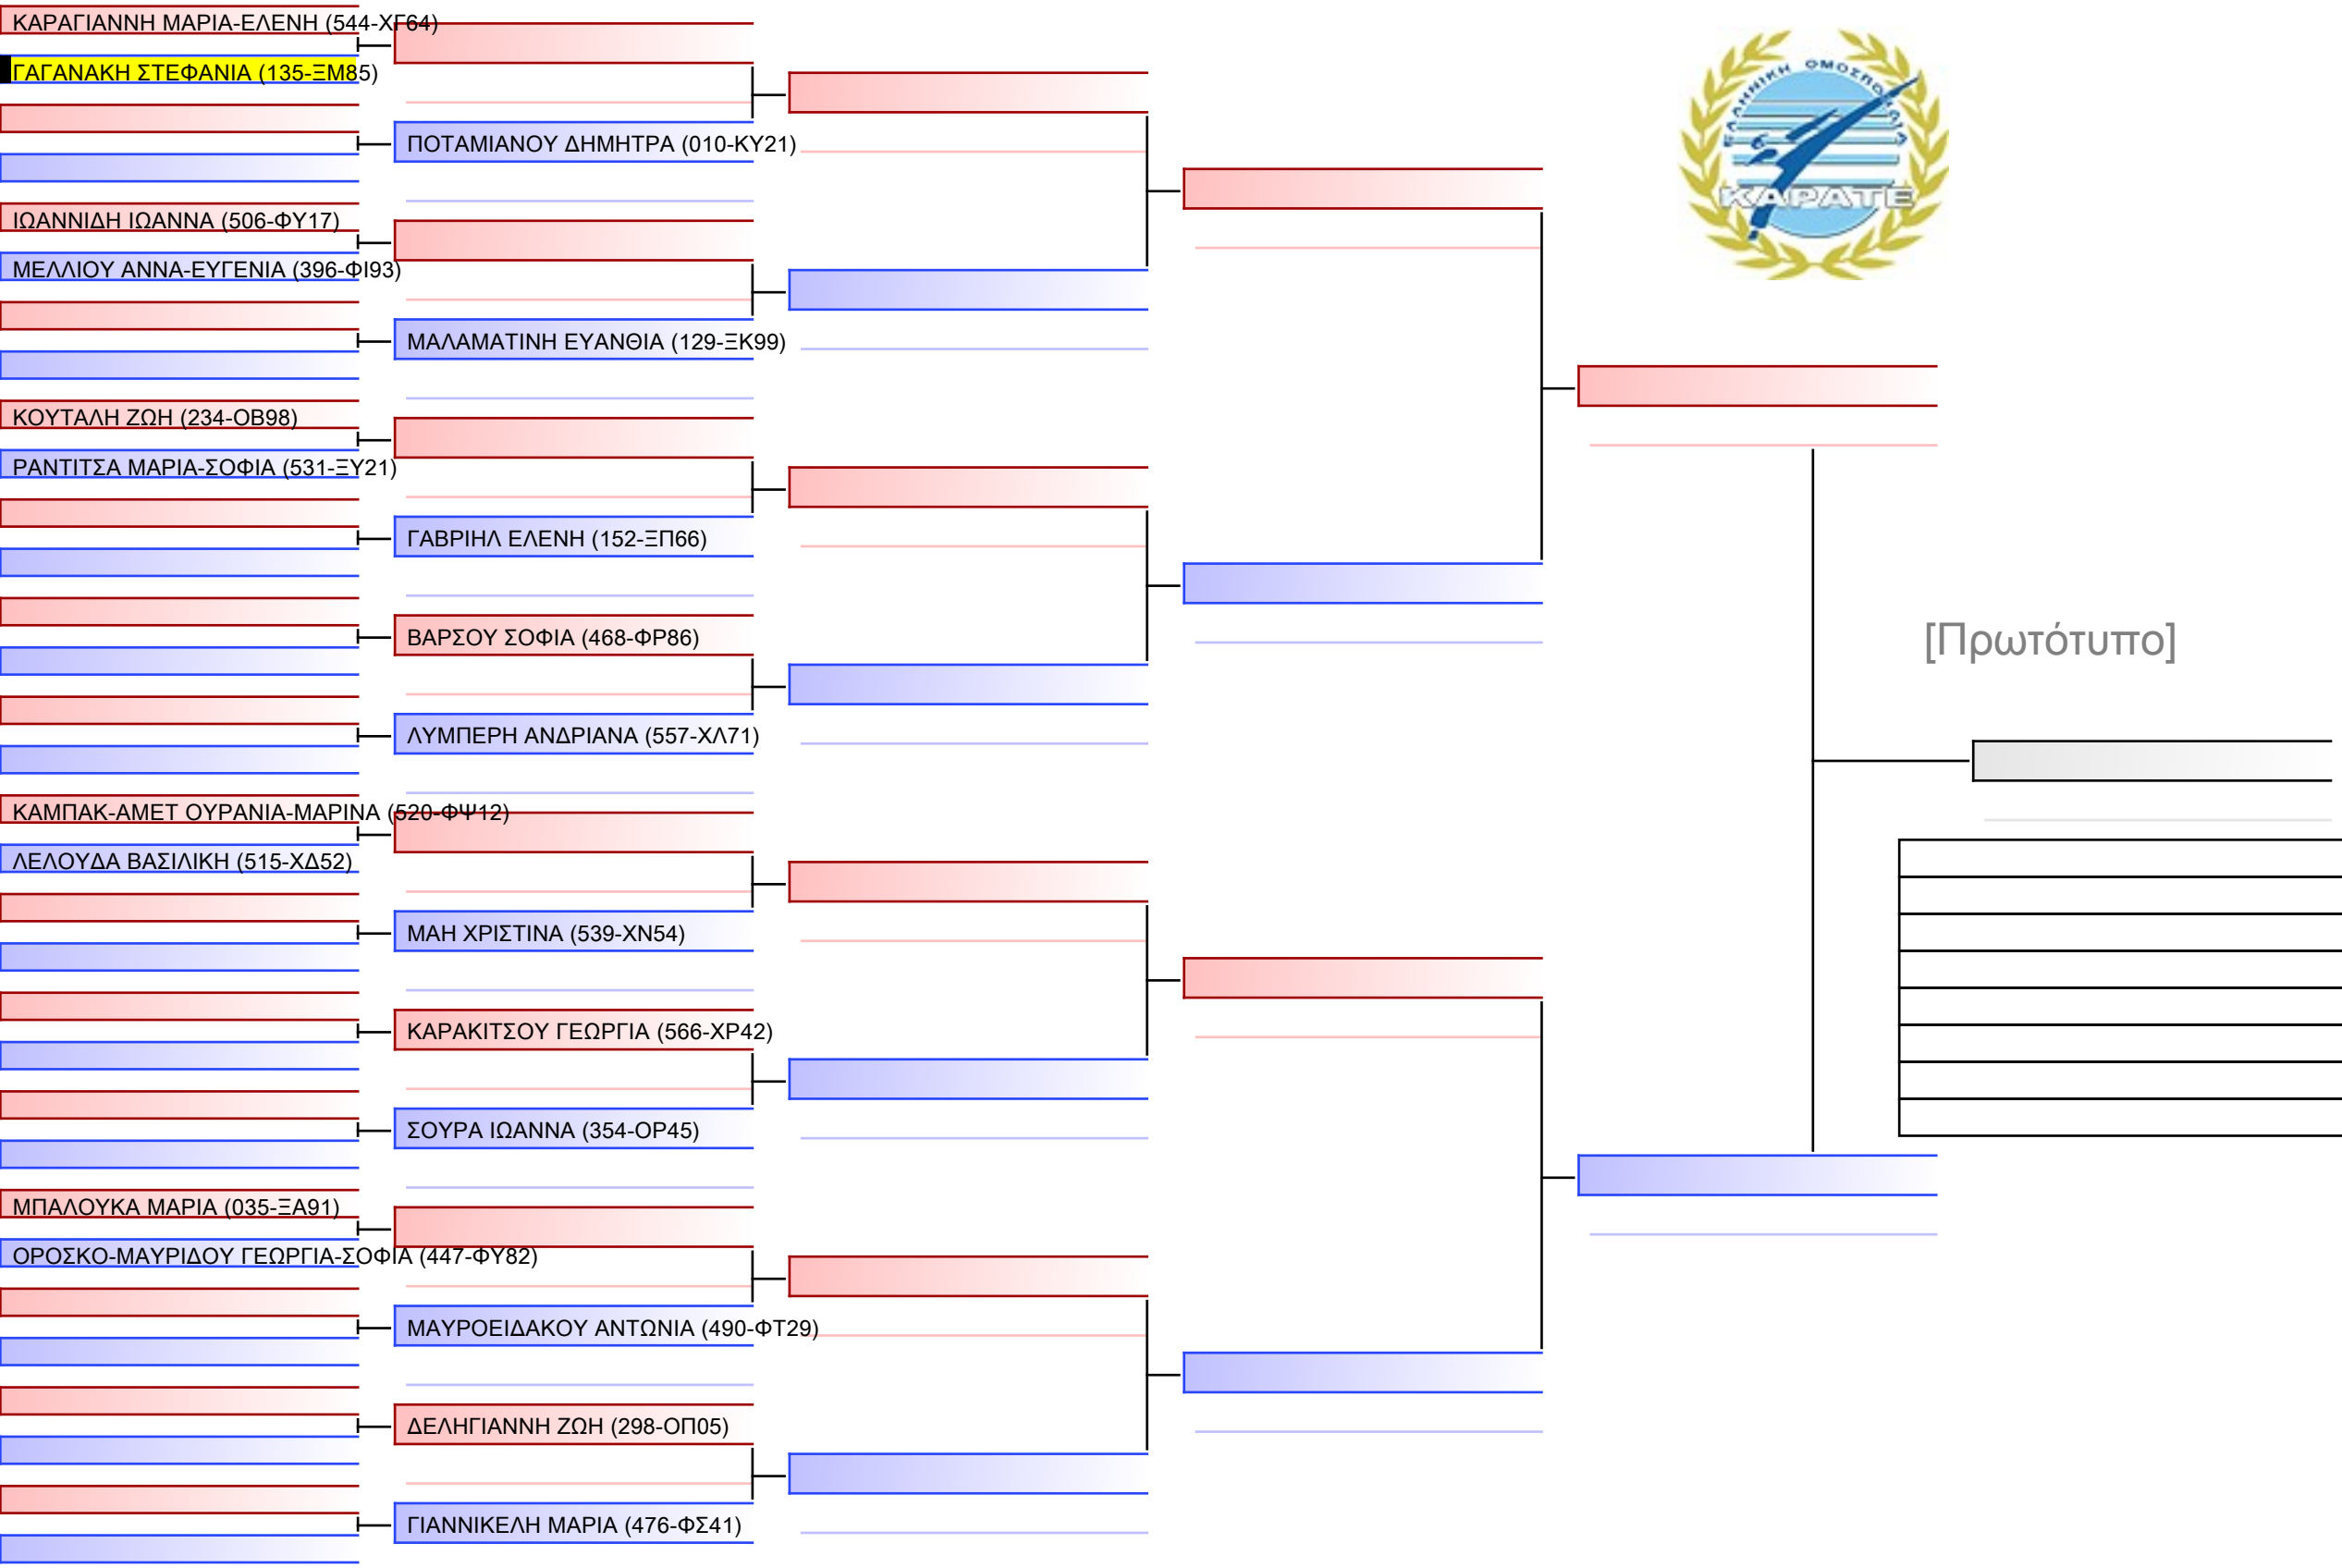 ΚΑΡΑΓΙΑΝΝΗ ΜΑΡΙΑ-ΕΛΕΝΗ (544-ΧΓ64)
ΓΑΓΑΝΑΚΗ ΣΤΕΦΑΝΙΑ (135-ΞΜ85)
ΠΟΤΑΜΙΑΝΟΥ ΔΗΜΗΤΡΑ (010-ΚΥ21)
ΙΩΑΝΝΙΔΗ ΙΩΑΝΝΑ (506-ΦΥ17)
ΜΕΛΛΙΟΥ ΑΝΝΑ-ΕΥΓΕΝΙΑ (396-ΦΙ93)
ΜΑΛΑΜΑΤΙΝΗ ΕΥΑΝΘΙΑ (129-ΞΚ99)
ΚΟΥΤΑΛΗ ΖΩΗ (234-ΟΒ98)
ΡΑΝΤΙΤΣΑ ΜΑΡΙΑ-ΣΟΦΙΑ (531-ΞΥ21)
ΓΑΒΡΙΗΛ ΕΛΕΝΗ (152-ΞΠ66)
ΒΑΡΣΟΥ ΣΟΦΙΑ (468-ΦΡ86)
ΛΥΜΠΕΡΗ ΑΝΔΡΙΑΝΑ (557-ΧΛ71)
ΚΑΜΠΑΚ-ΑΜΕΤ ΟΥΡΑΝΙΑ-ΜΑΡΙΝΑ (520-ΦΨ12)
ΛΕΛΟΥΔΑ ΒΑΣΙΛΙΚΗ (515-ΧΔ52)
ΜΑΗ ΧΡΙΣΤΙΝΑ (539-ΧΝ54)
ΚΑΡΑΚΙΤΣΟΥ ΓΕΩΡΓΙΑ (566-ΧΡ42)
ΣΟΥΡΑ ΙΩΑΝΝΑ (354-ΟΡ45)
ΜΠΑΛΟΥΚΑ ΜΑΡΙΑ (035-ΞΑ91)
ΟΡΟΣΚΟ-ΜΑΥΡΙΔΟΥ ΓΕΩΡΓΙΑ-ΣΟΦΙΑ (447-ΦΥ82)
ΜΑΥΡΟΕΙΔΑΚΟΥ ΑΝΤΩΝΙΑ (490-ΦΤ29)
ΔΕΛΗΓΙΑΝΝΗ ΖΩΗ (298-ΟΠ05)
ΓΙΑΝΝΙΚΕΛΗ ΜΑΡΙΑ (476-ΦΣ41)
ΕΛΛΗΝΙΚΗ ΟΜΟΣΠΟΝΔΙΑ
ΚΑΡΑΤΕ
[Πρωτότυπο]